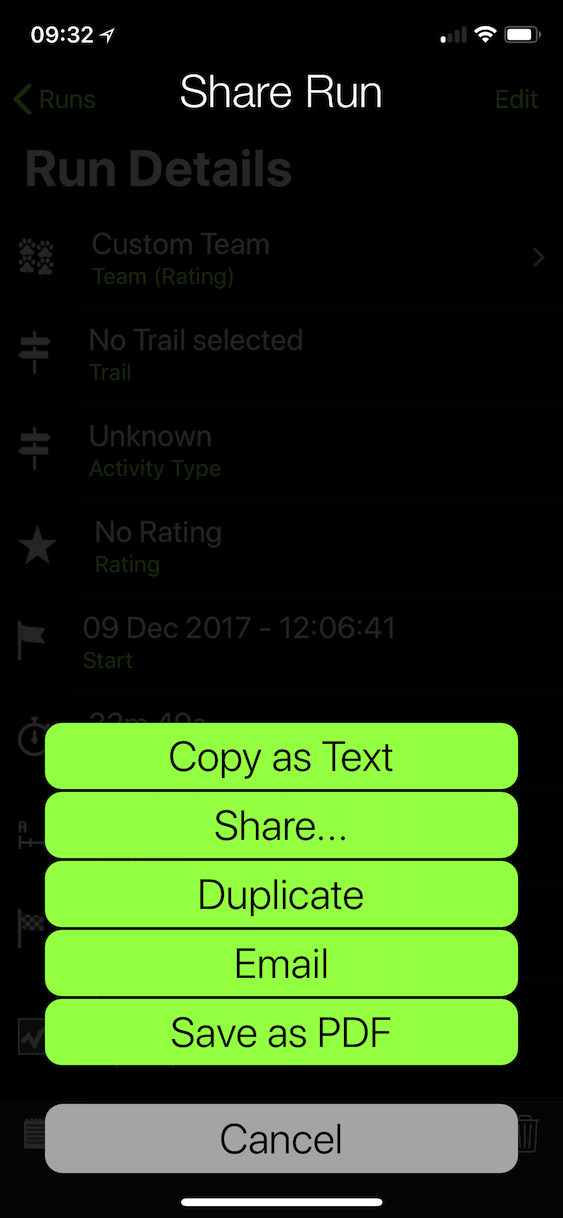 09:32
Runs
Share Run
Edit
Run Details
Custom Team
Team (Rating)
No Trail selected
Trail
Unknown
Activity Type
No Rating
Rating
09 Dec 2017 - 12:06:41
Start
Copy as Text
Share...
Duplicate
Email
Save as PDF
Cancel